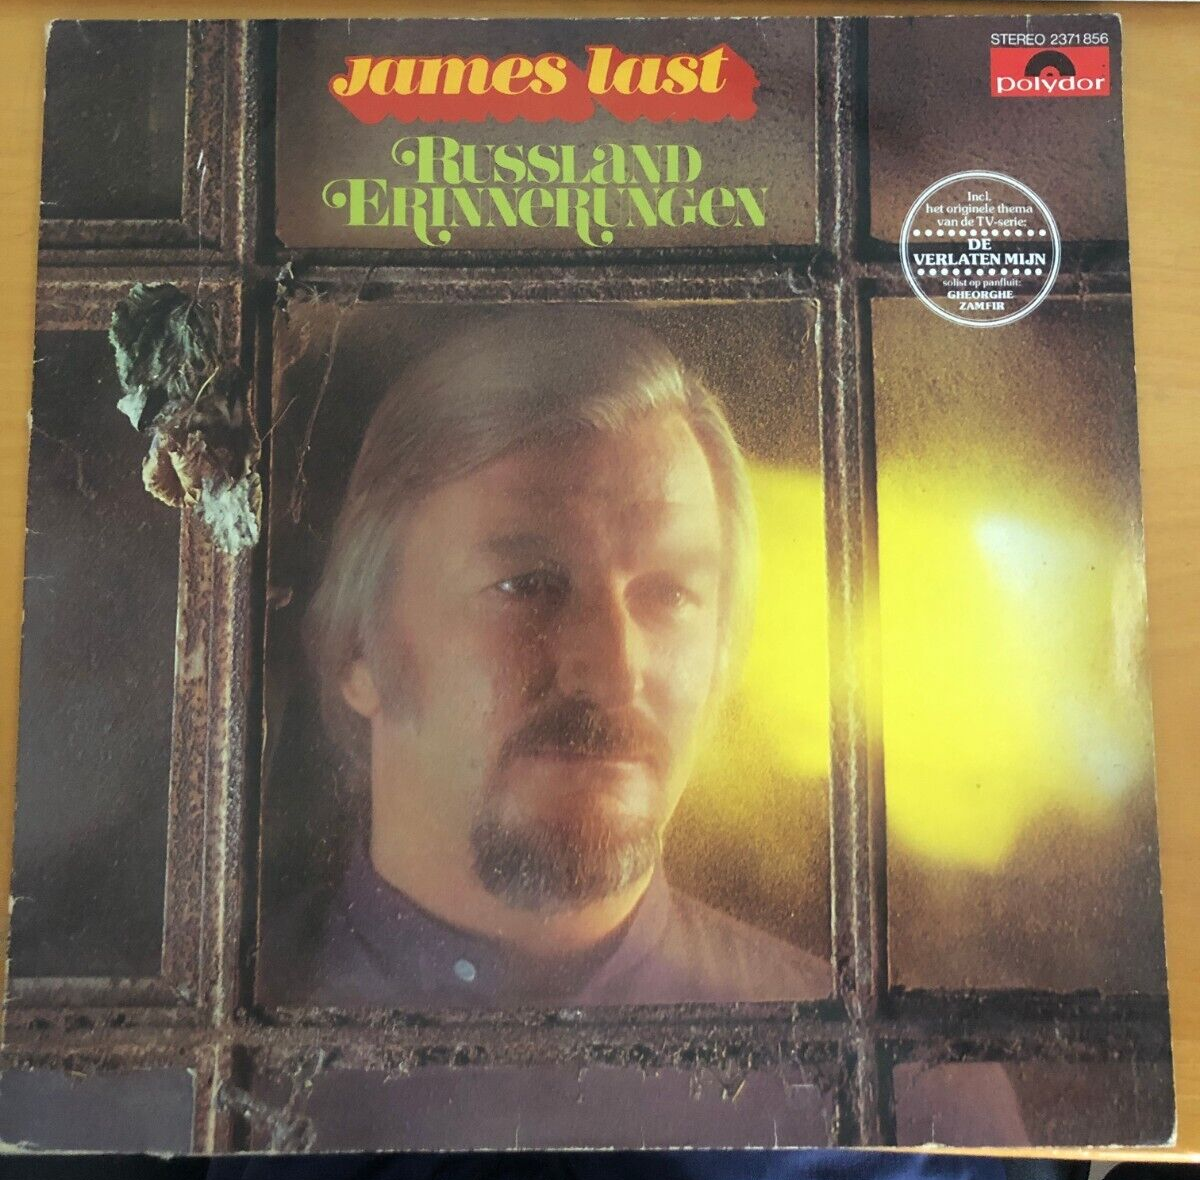 james last
Russland
Erinnerungen
STEREO 2371 856
polydor
Incl.
het originele thema
van de TV-serie:
DE
VERLATEN MIJN
solist op panfluit:
GHEORGHE
ZAMFIR